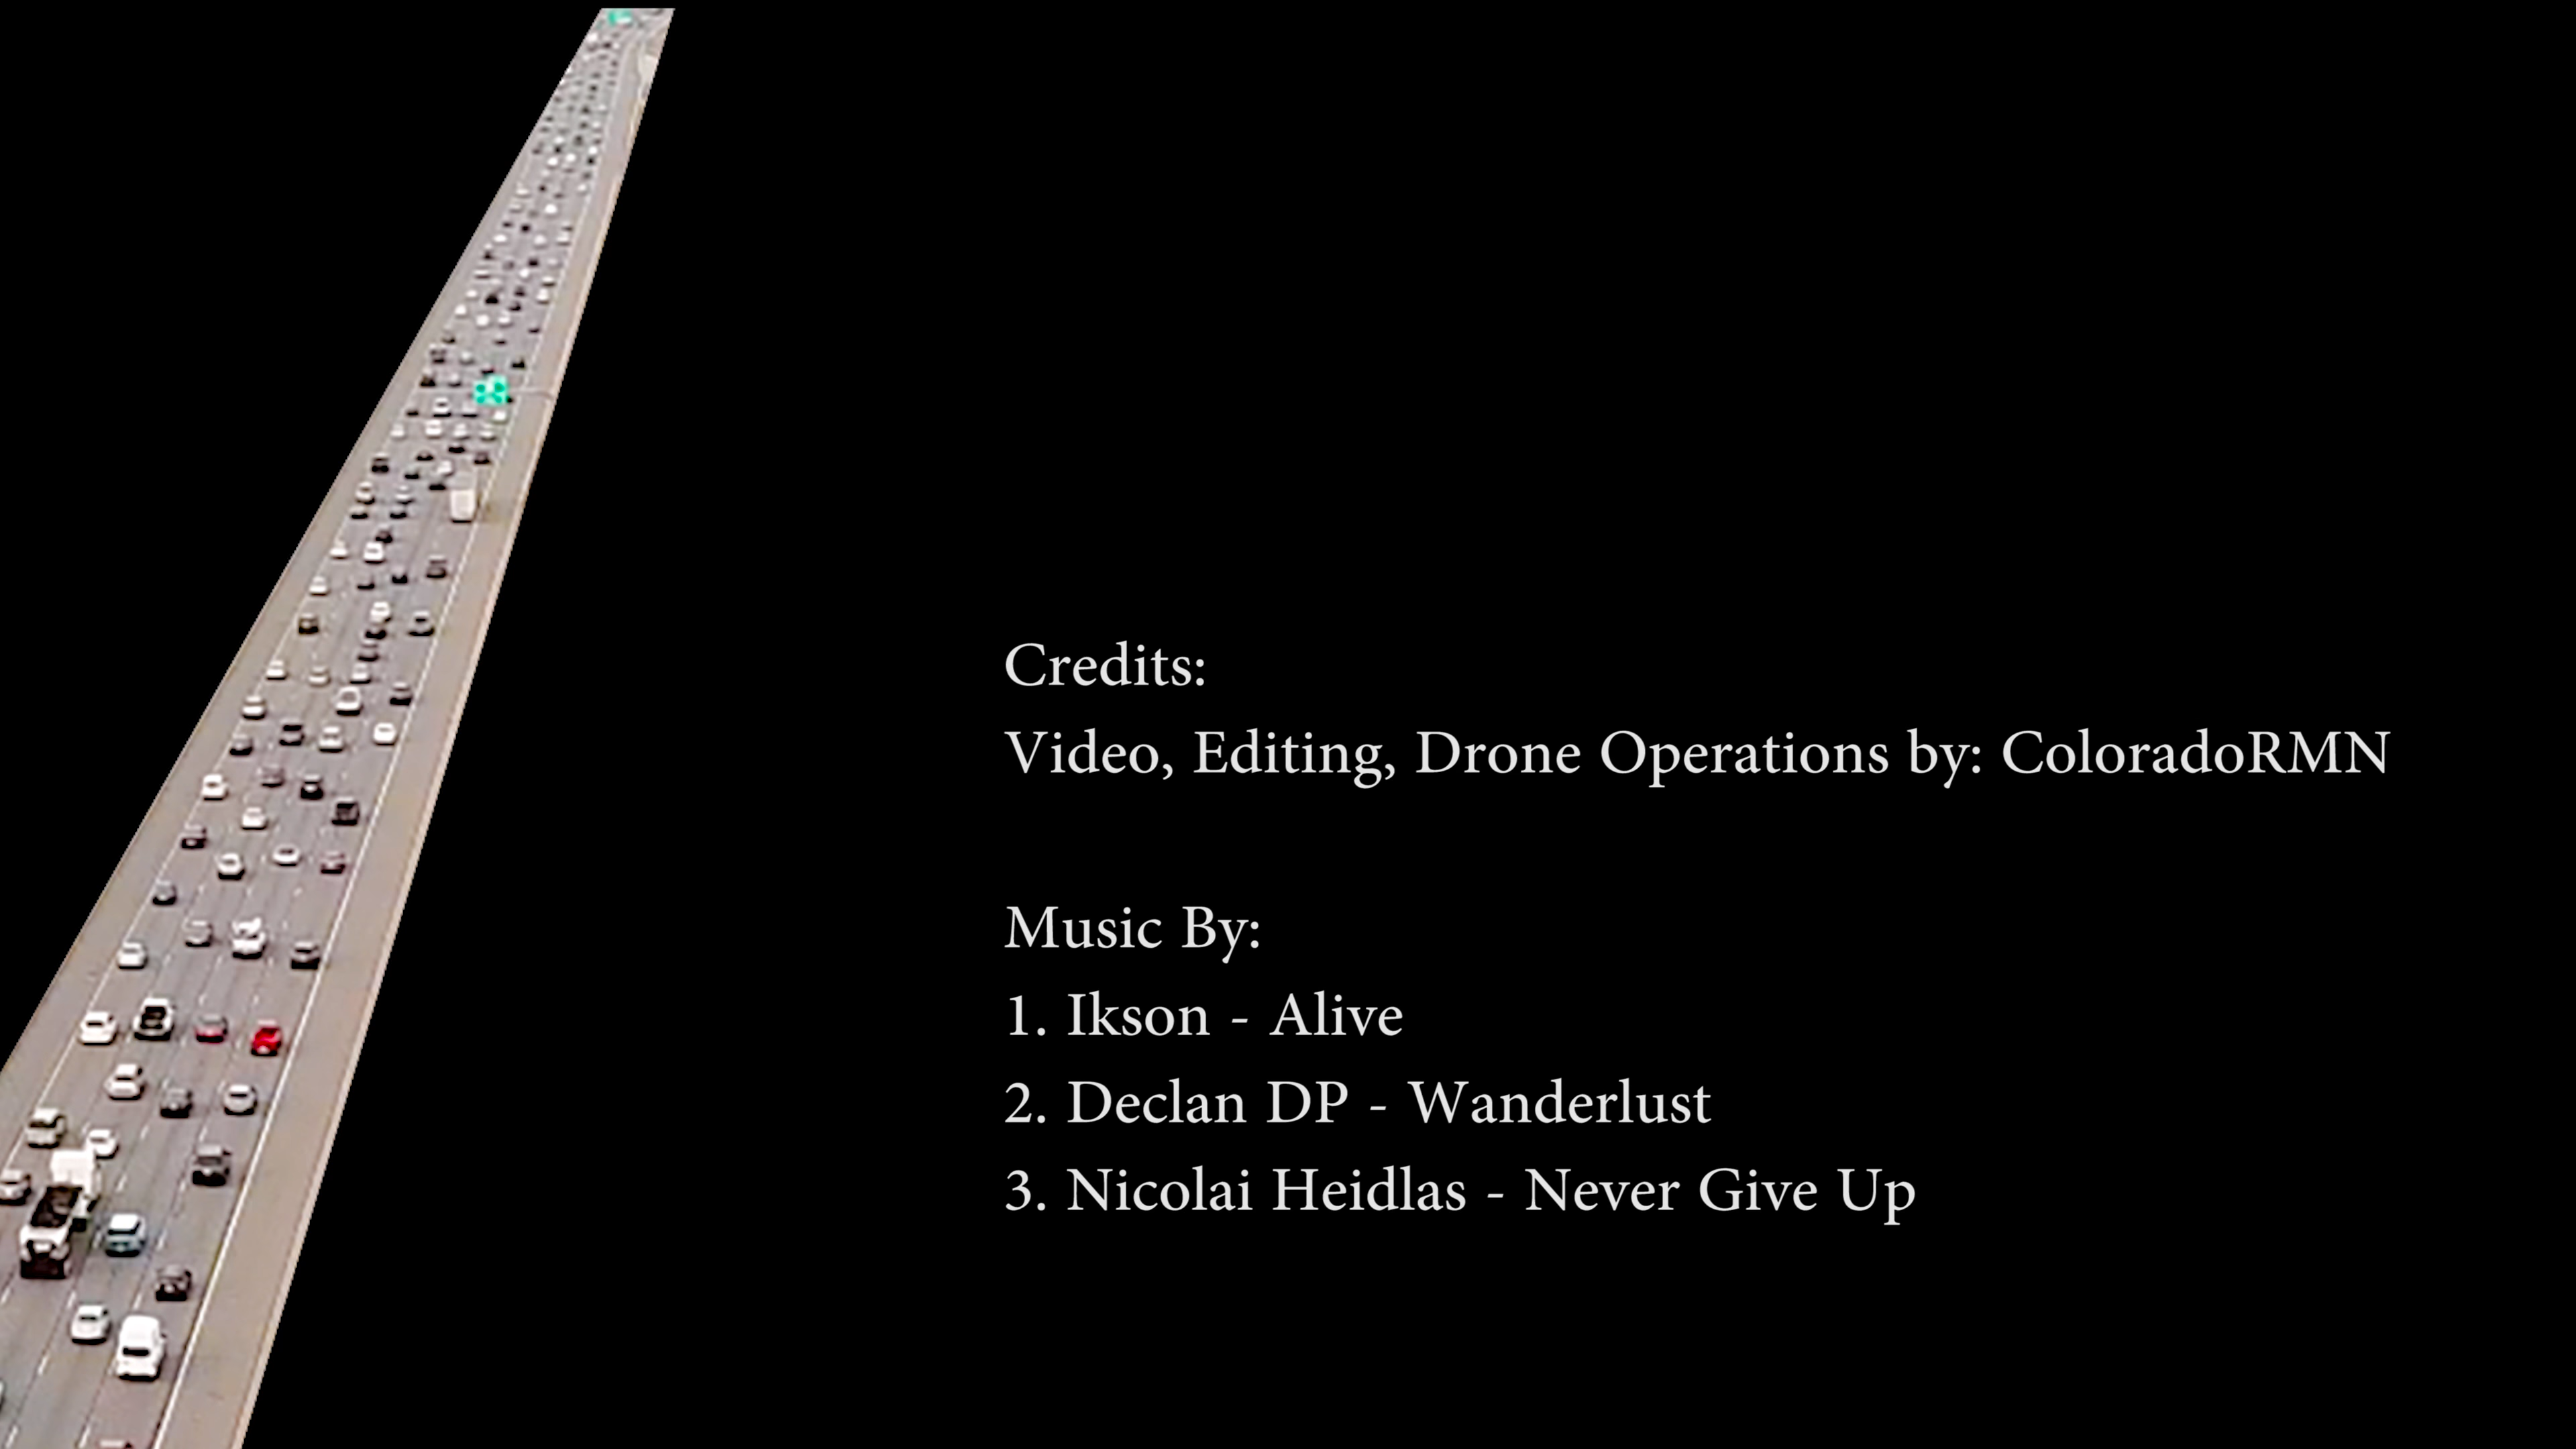 Credits:
Video, Editing, Drone Operations by: ColoradoRMN
Music By:
1. Ikson - Alive
2. Declan DP - Wanderlust
3. Nicolai Heidlas - Never Give Up